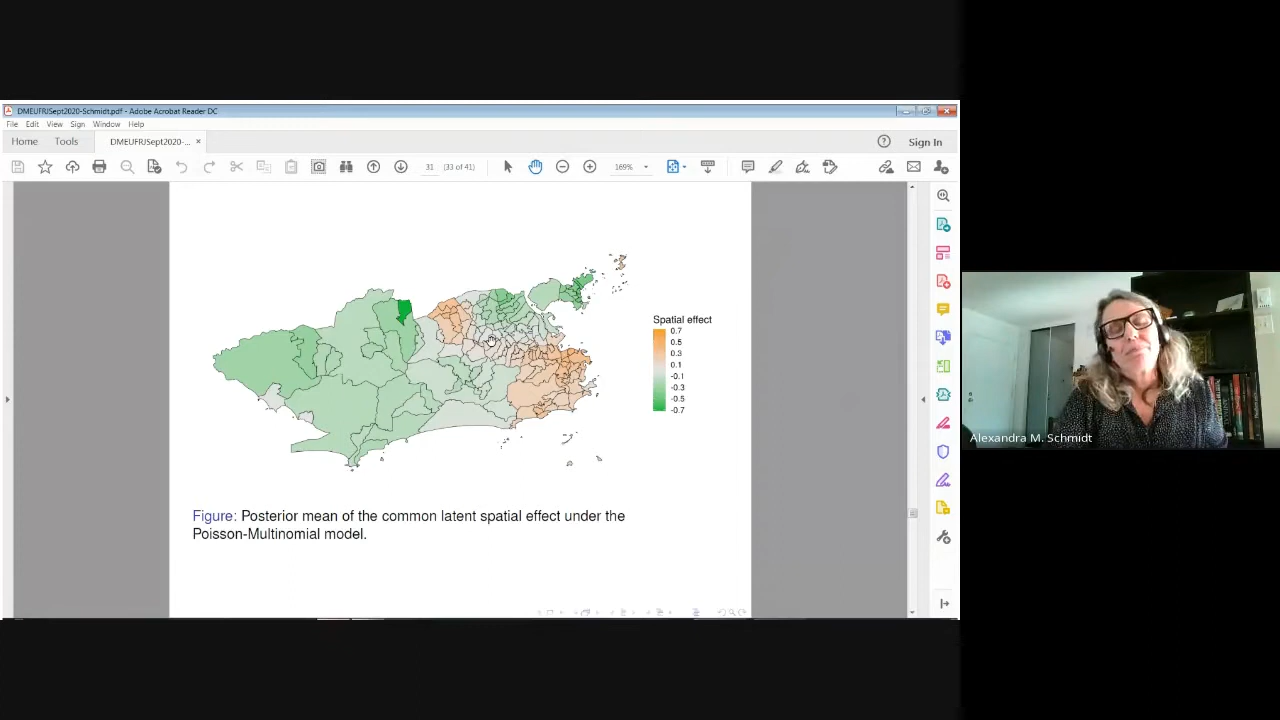 DMEUFRJSept2020-Schmidt.pdf - Adobe Acrobat Reader DC
File Edit View Sign Window Help
Home Tools DMEUFRJSept2020-... ×
Sign In
31 (33 of 41) 169%
Spatial effect
0.7
0.5
0.3
0.1
-0.1
-0.3
-0.5
-0.7
Figure: Posterior mean of the common latent spatial effect under the
Poisson-Multinomial model.
Alexandra M. Schmidt